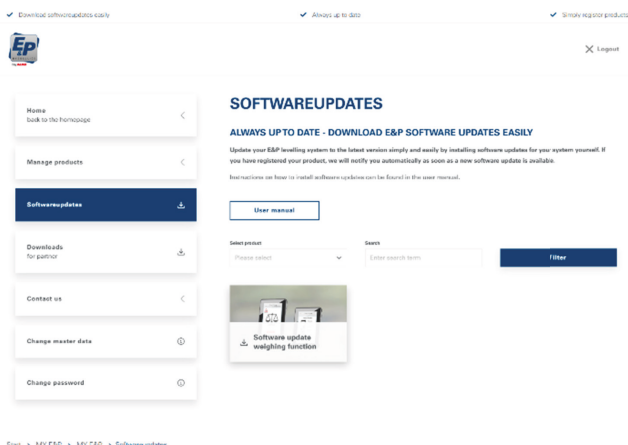 Download softwareupdates easily
Always up to date
Simply register products
E&P
Logout
Home
back to the homepage
Manage products
Softwareupdates
Downloads
for partner
Contact us
Change master data
Change password
SOFTWAREUPDATES
ALWAYS UP TO DATE - DOWNLOAD E&P SOFTWARE UPDATES EASILY
Update your E&P levelling system to the latest version simply and easily by installing software updates for your system yourself. If
you have registered your product, we will notify you automatically as soon as a new software update is available.
Instructions on how to install software updates can be found in the user manual.
User manual
Select product
Search
Please select
Enter search term
Filter
Software update
weighing function
MY E&P > MY E&P > Softwareupdates